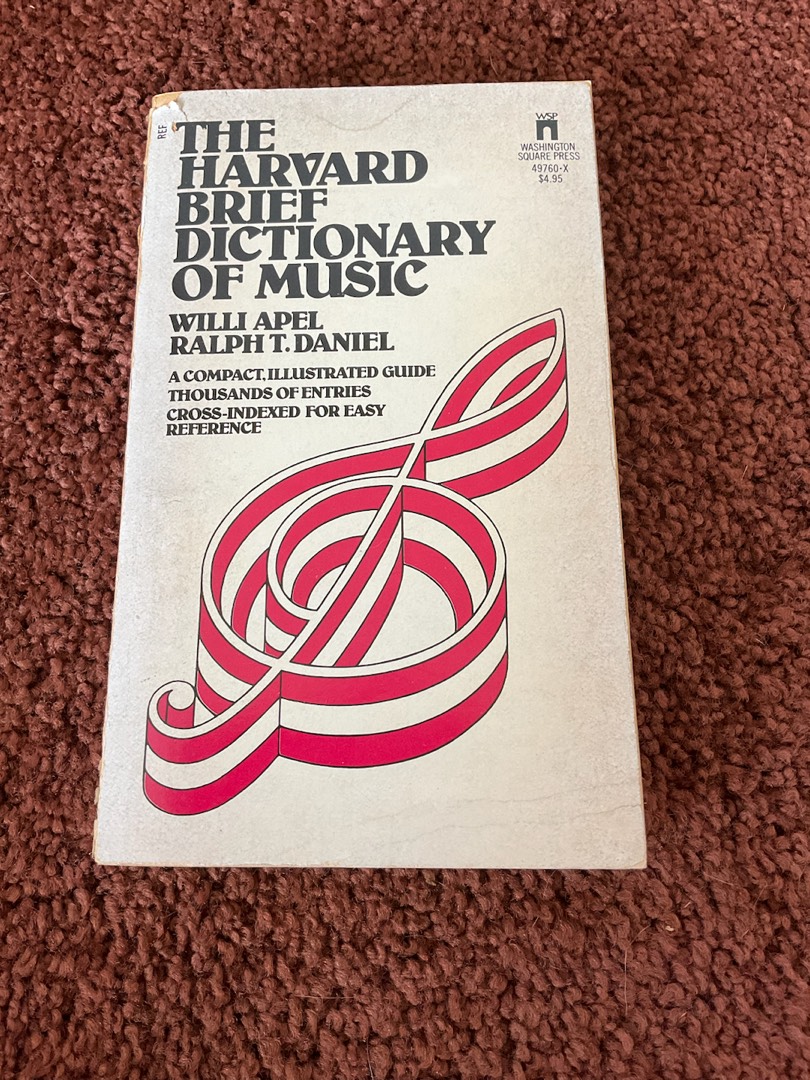 REF
THE
HARVARD
BRIEF
DICTIONARY
OF MUSIC
WILLI APEL
RALPH T. DANIEL
A COMPACT, ILLUSTRATED GUIDE
THOUSANDS OF ENTRIES
CROSS-INDEXED FOR EASY
REFERENCE
WSP
WASHINGTON
SQUARE PRESS
49760-X
$4.95